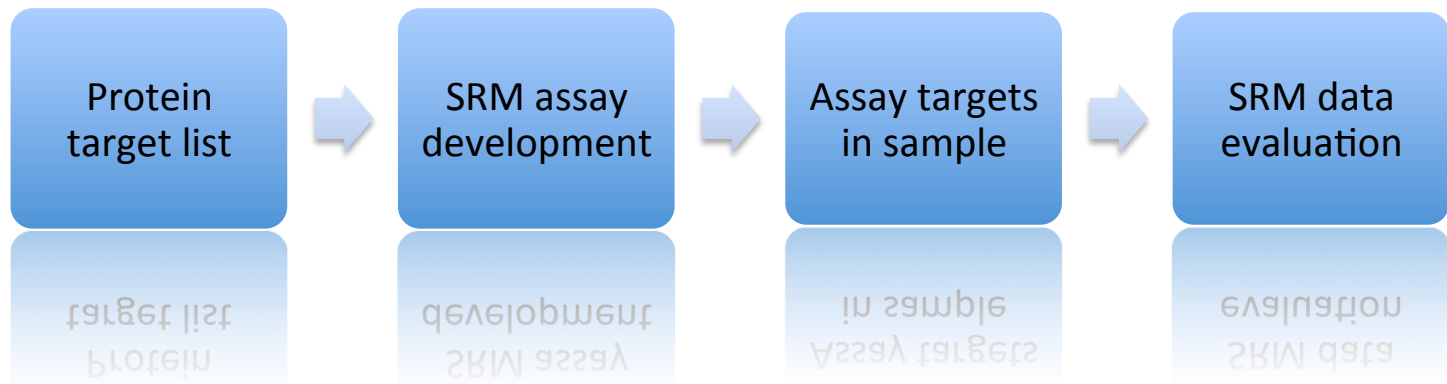 Protein
target list
SRM assay
development
Assay targets
in sample
SRM data
evaluation